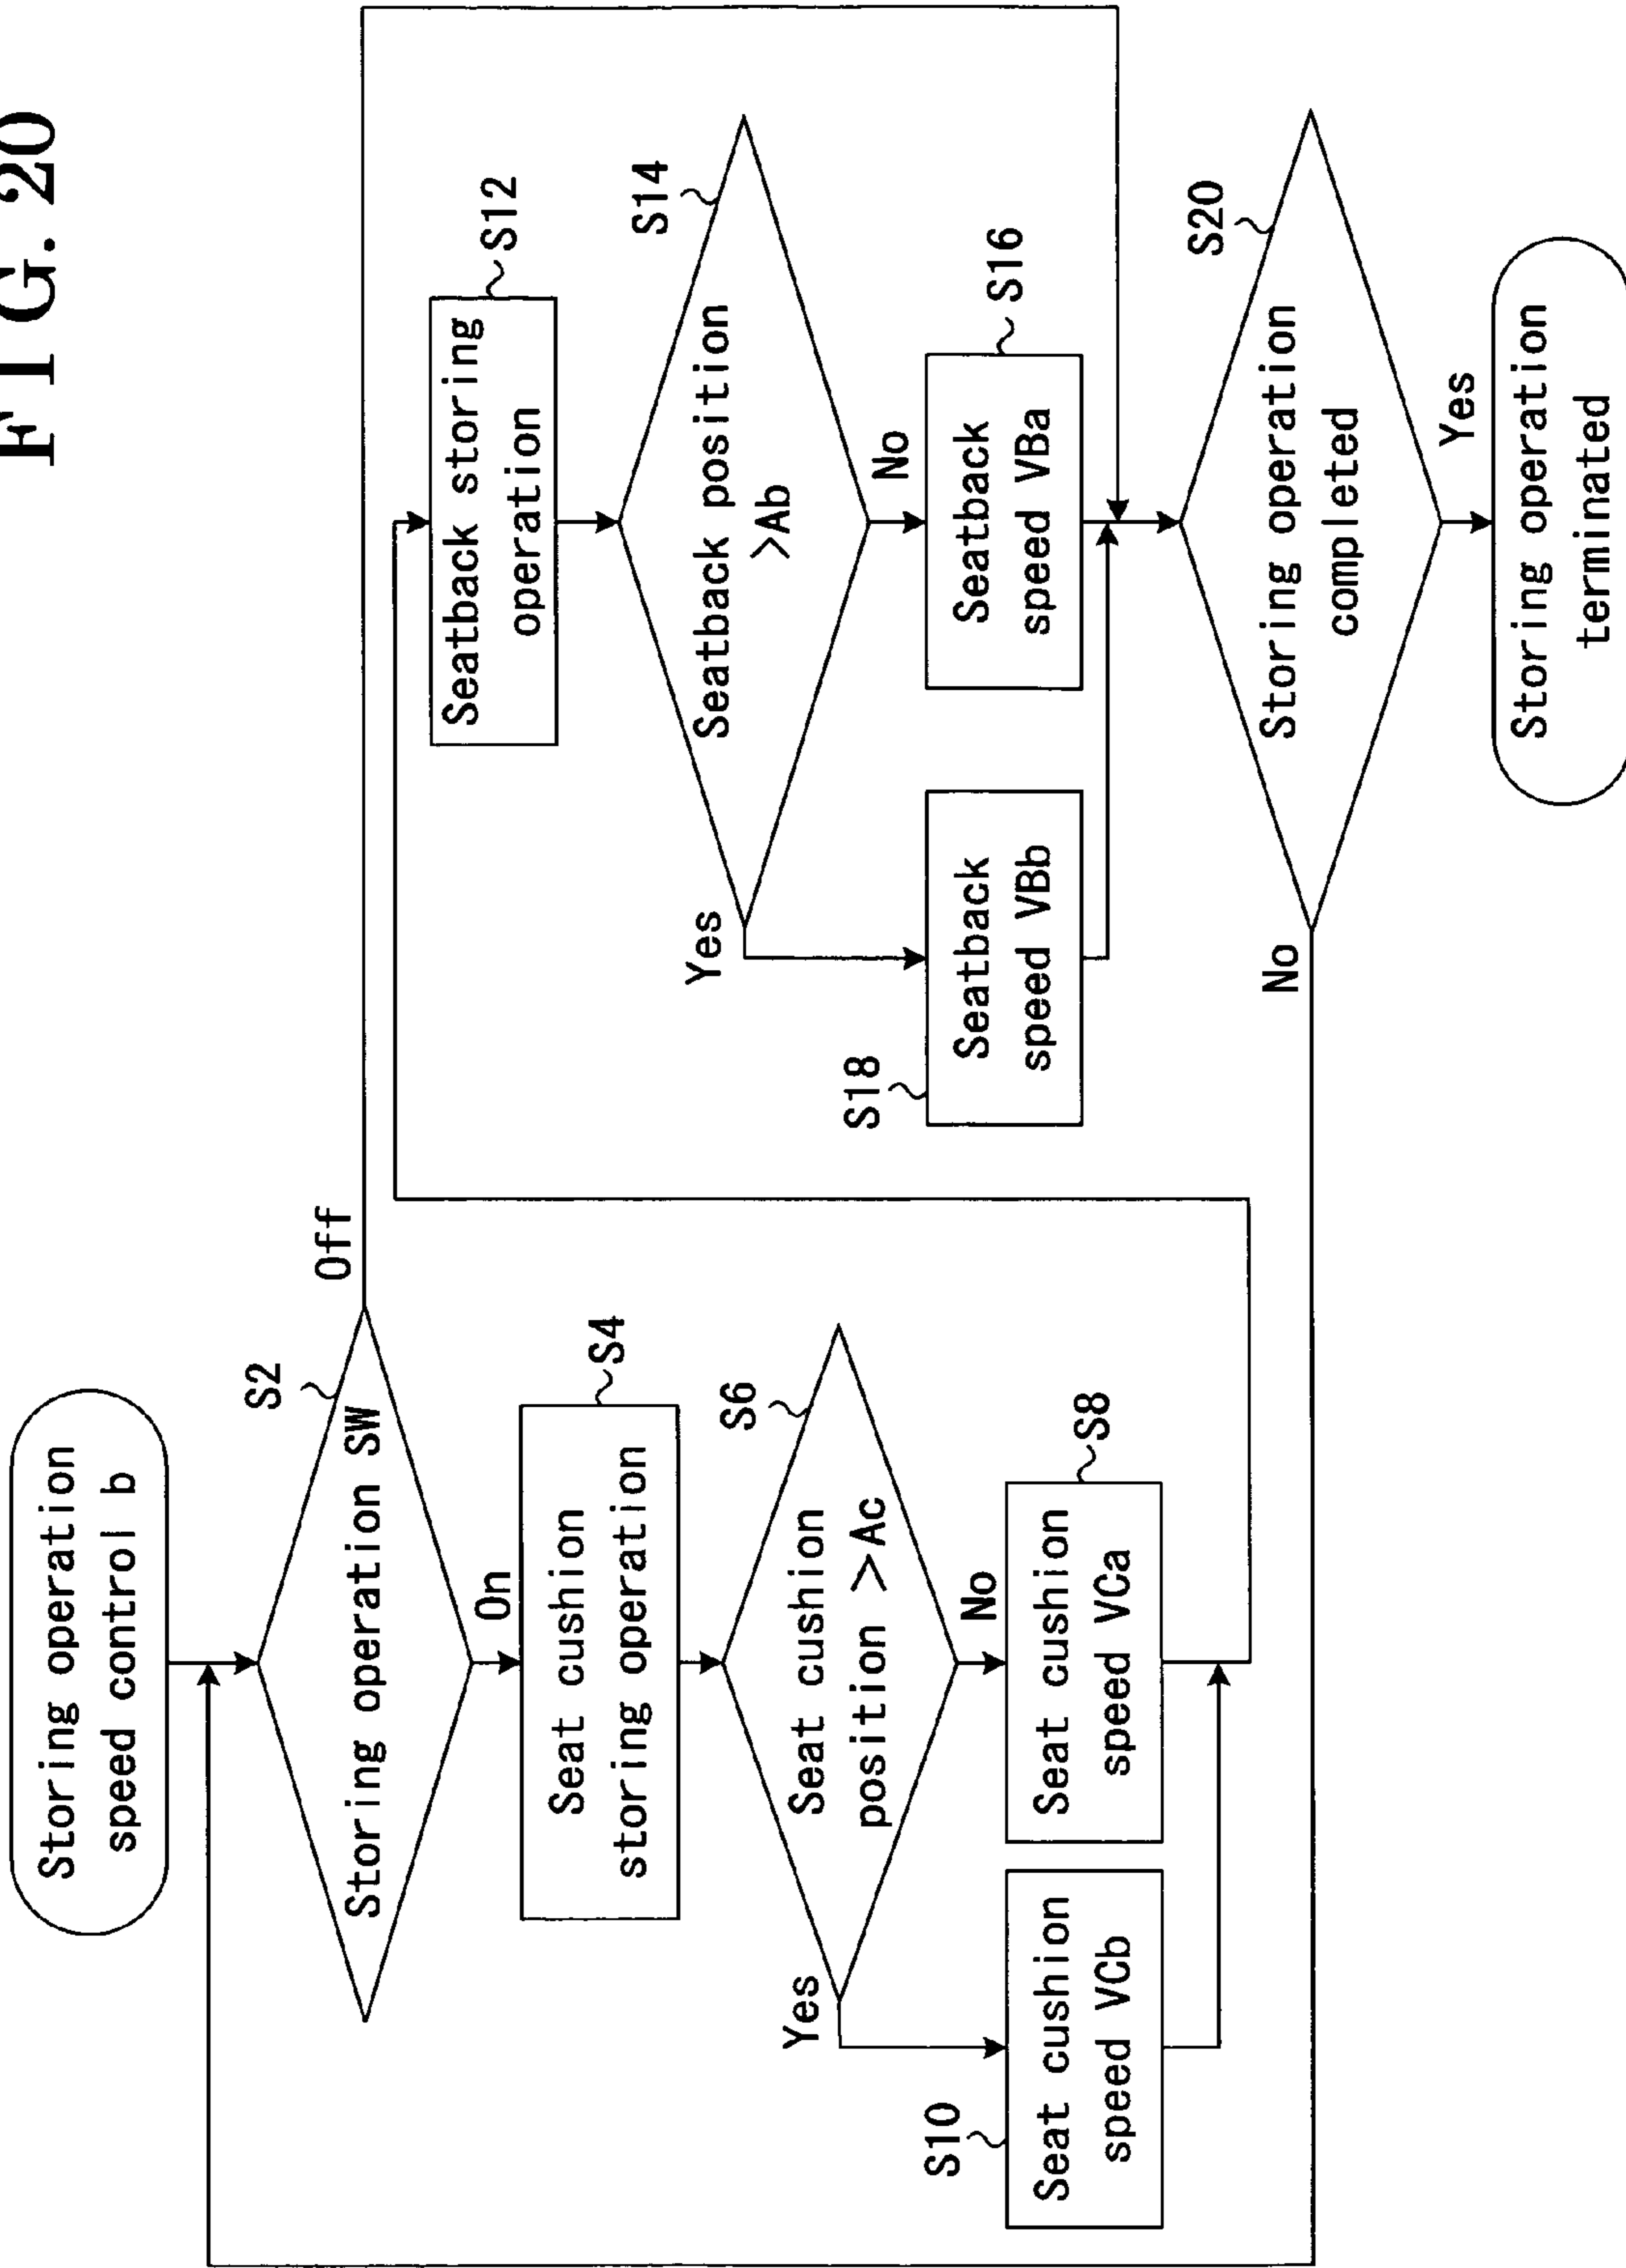 FIG. 20
Storing operation
speed control b
S2
Storing operation SW
Off
On
S4
Seat cushion
storing operation
S6
Seat cushion
position >Ac
Yes
No
S10
Seat cushion
speed VCb
S8
Seat cushion
speed VCa
S12
Seatback storing
operation
S14
Seatback position
>Ab
Yes
No
S18
Seatback
speed VBb
S16
Seatback
speed VBa
S20
Storing operation
completed
No
Yes
Storing operation
terminated